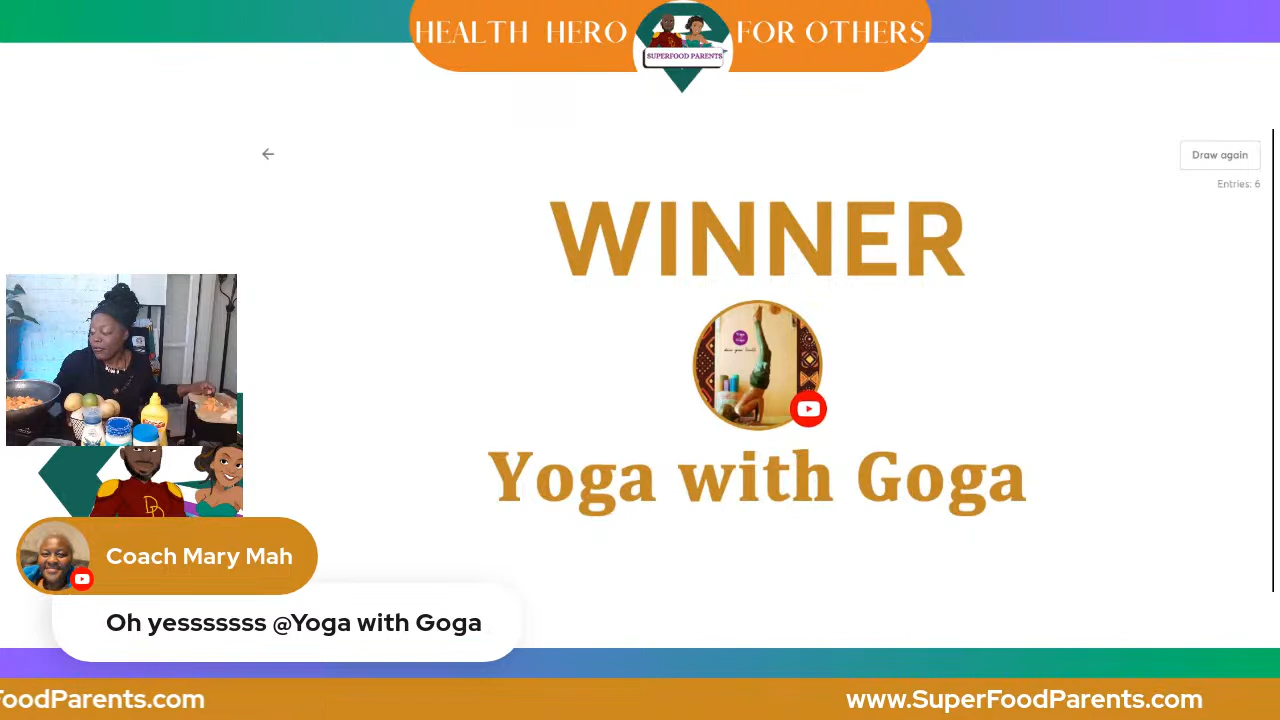 HEALTH HERO FOR OTHERS
SUPERFOOD PARENTS
Draw again
Entries: 6
WINNER
Yoga with Goga
Coach Mary Mah
Oh yesssssss @Yoga with Goga
FoodParents.com
www.SuperFoodParents.com